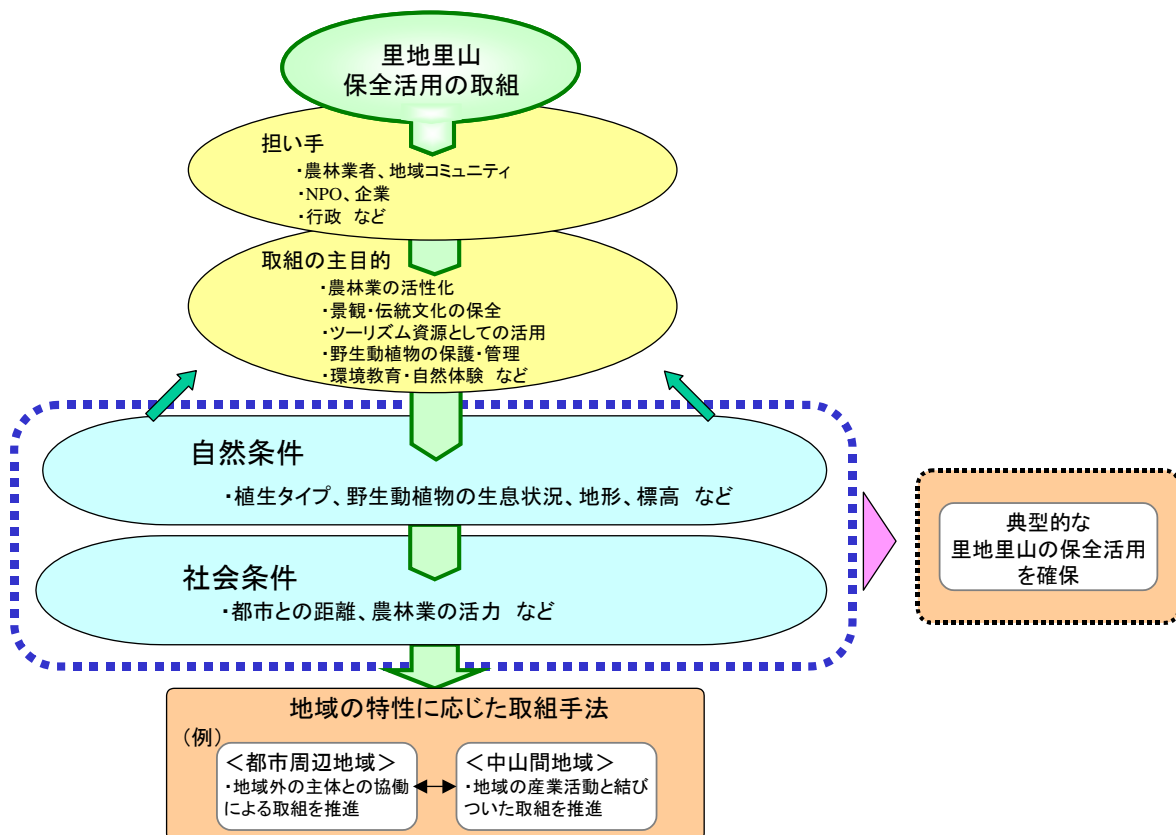 里地里山
保全活用の取組
担い手
・農林業者、地域コミュニティ
・NPO、企業
・行政 など
取組の主目的
・農林業の活性化
・景観・伝統文化の保全
・ツーリズム資源としての活用
・野生動植物の保護・管理
・環境教育・自然体験 など
自然条件
・植生タイプ、野生動植物の生息状況、地形、標高 など
社会条件
・都市との距離、農林業の活力 など
典型的な
里地里山の保全活用
を確保
地域の特性に応じた取組手法
(例)
＜都市周辺地域＞
・地域外の主体との協働
による取組を推進
＜中山間地域＞
・地域の産業活動と結び
ついた取組を推進